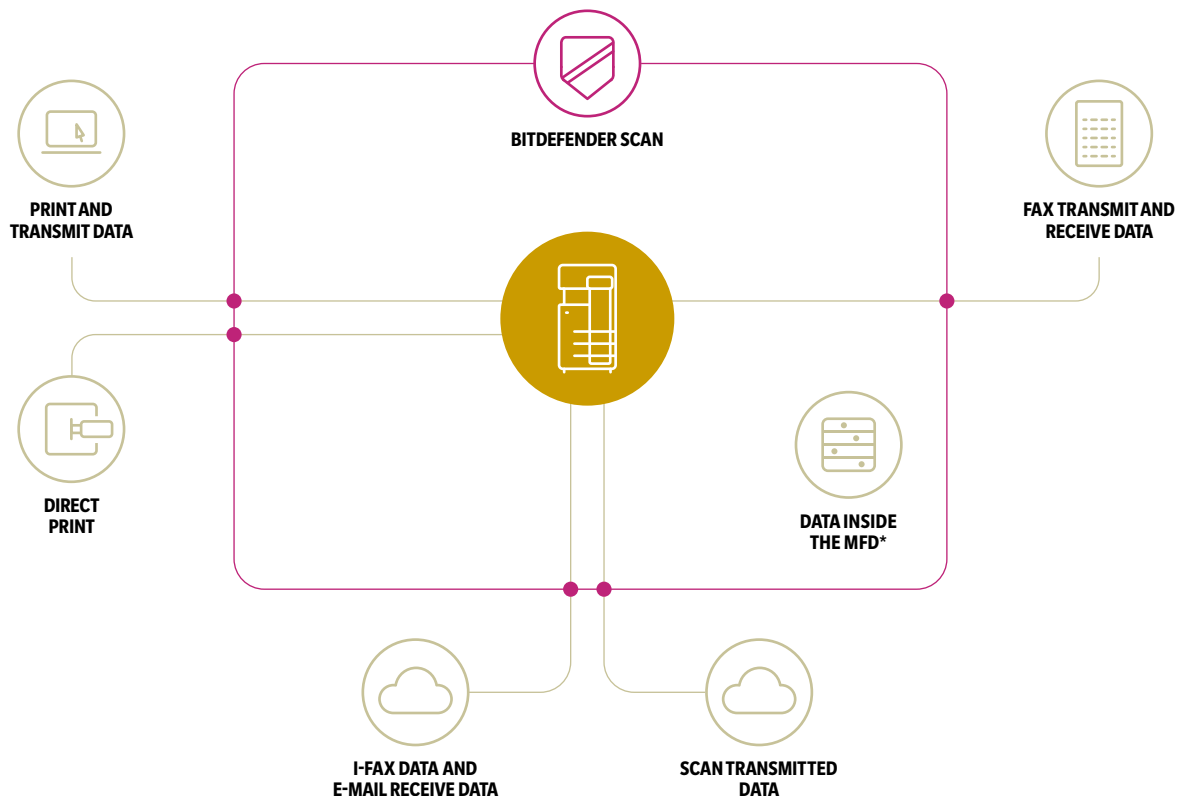 BITDEFENDER SCAN
PRINT AND
TRANSMIT DATA
FAX TRANSMIT AND
RECEIVE DATA
DIRECT
PRINT
DATA INSIDE
THE MFD*
I-FAX DATA AND
E-MAIL RECEIVE DATA
SCAN TRANSMITTED
DATA